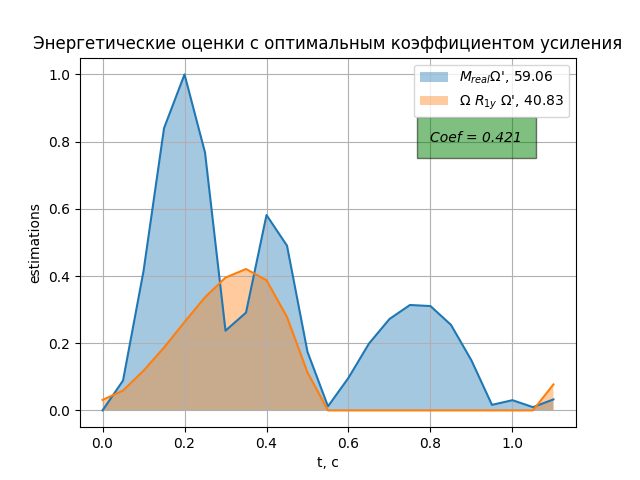 Энергетические оценки с оптимальным коэффициентом усиления
M_realΩ', 59.06
Ω R_1y Ω', 40.83
Coef = 0.421
estimations
1.0
0.8
0.6
0.4
0.2
0.0
0.0 0.2 0.4 0.6 0.8 1.0
t, c